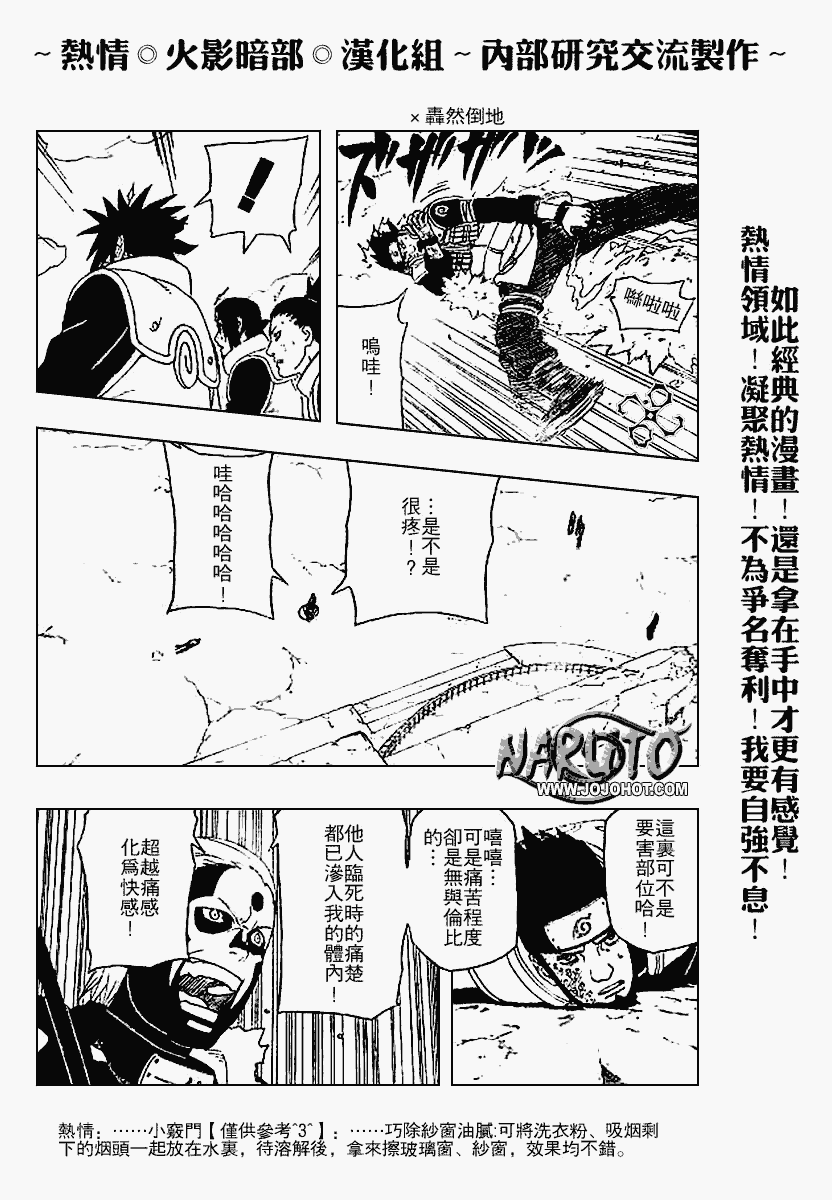 ～熱情◎火影暗部◎漢化組～內部研究交流製作～
×轟然倒地
ズザザザッ
嘶啦啦
嗚哇！
！
…是不是
很疼！？
哇哈哈哈哈哈！
NARUTO
WWW.JOJOHOT.COM
這裏可不是
要害部位哈！
嘻嘻…
可是痛苦程度
卻是無與倫比
的…
他人臨死時的痛楚
都已滲入我的體內！
超越痛感
化爲快感！
如此經典的漫畫！還是拿在手中才更有感覺！
熱情領域！凝聚熱情！不為爭名奪利！我要自強不息！
熱情：……小竅門【僅供參考^3^】：……巧除紗窗油膩:可將洗衣粉、吸烟剩
下的烟頭一起放在水裏，待溶解後，拿來擦玻璃窗、紗窗，效果均不錯。